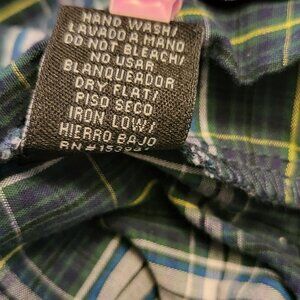 HAND WASH/
LAVADO A MANO
DO NOT BLEACH/
NO USAR
BLANQUEADOR
DRY FLAT/
PISO SECO
IRON LOW/
HIERRO BAJO